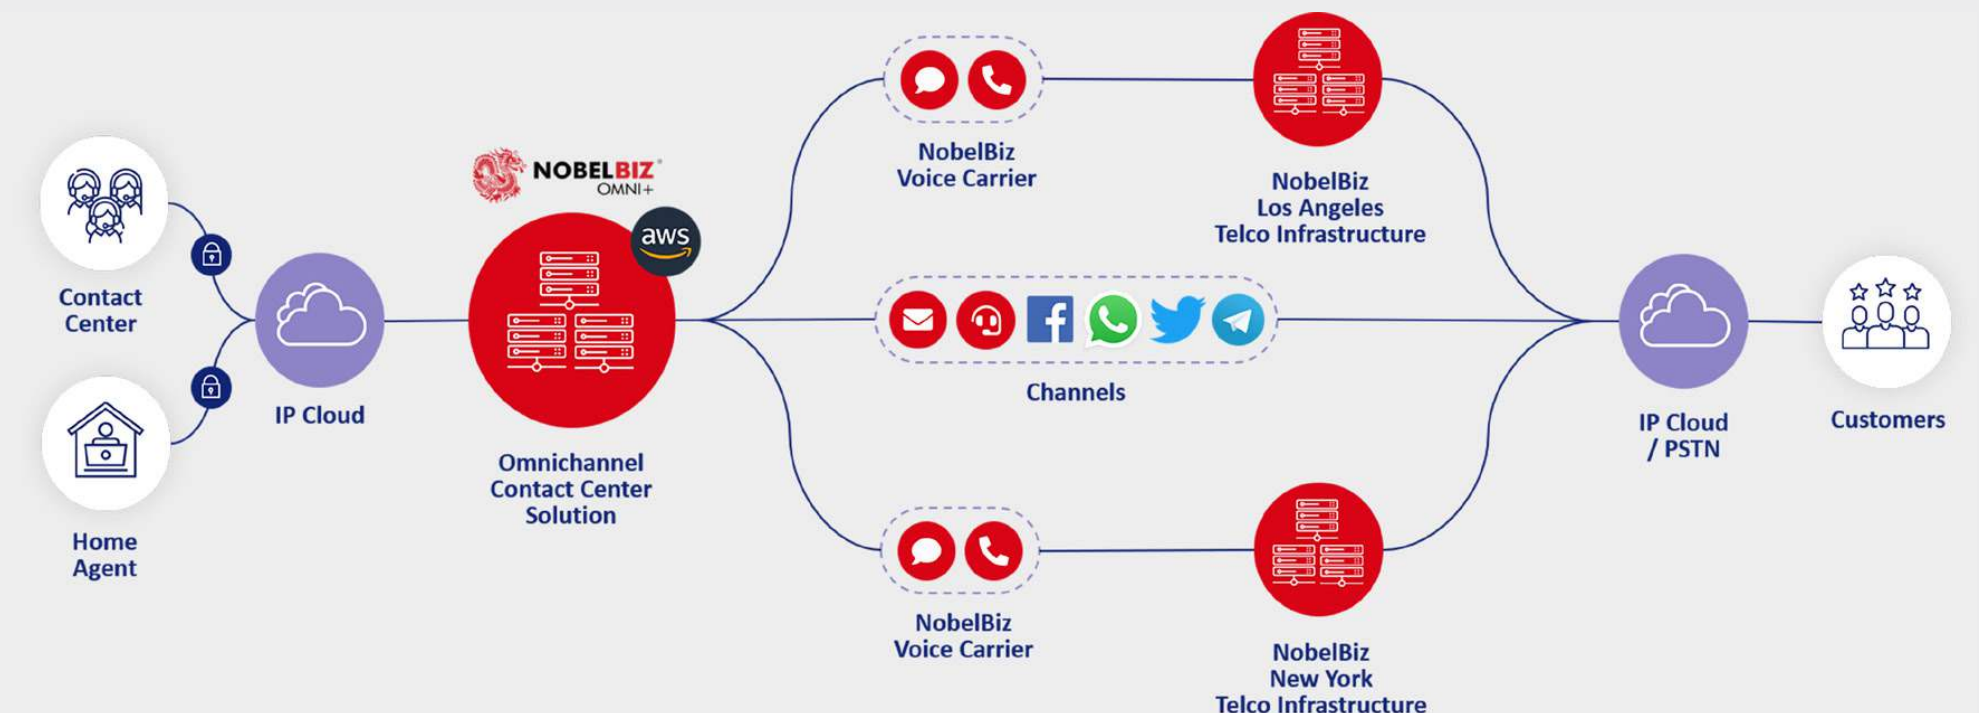 Contact
Center
Home
Agent
IP Cloud
NOBELBIZ®
OMNI+
aws
Omnichannel
Contact Center
Solution
NobelBiz
Voice Carrier
NobelBiz
Los Angeles
Telco Infrastructure
Channels
NobelBiz
Voice Carrier
NobelBiz
New York
Telco Infrastructure
IP Cloud
/ PSTN
Customers